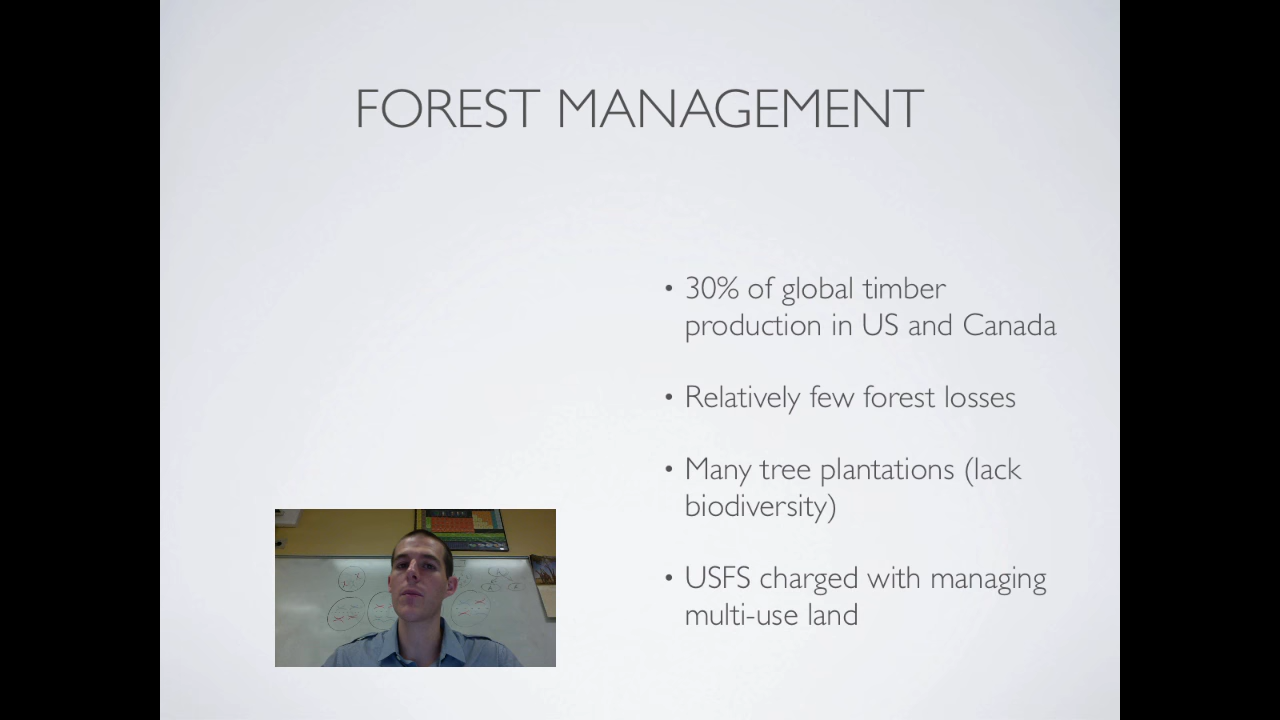 FOREST MANAGEMENT
• 30% of global timber
production in US and Canada
• Relatively few forest losses
• Many tree plantations (lack
biodiversity)
• USFS charged with managing
multi-use land